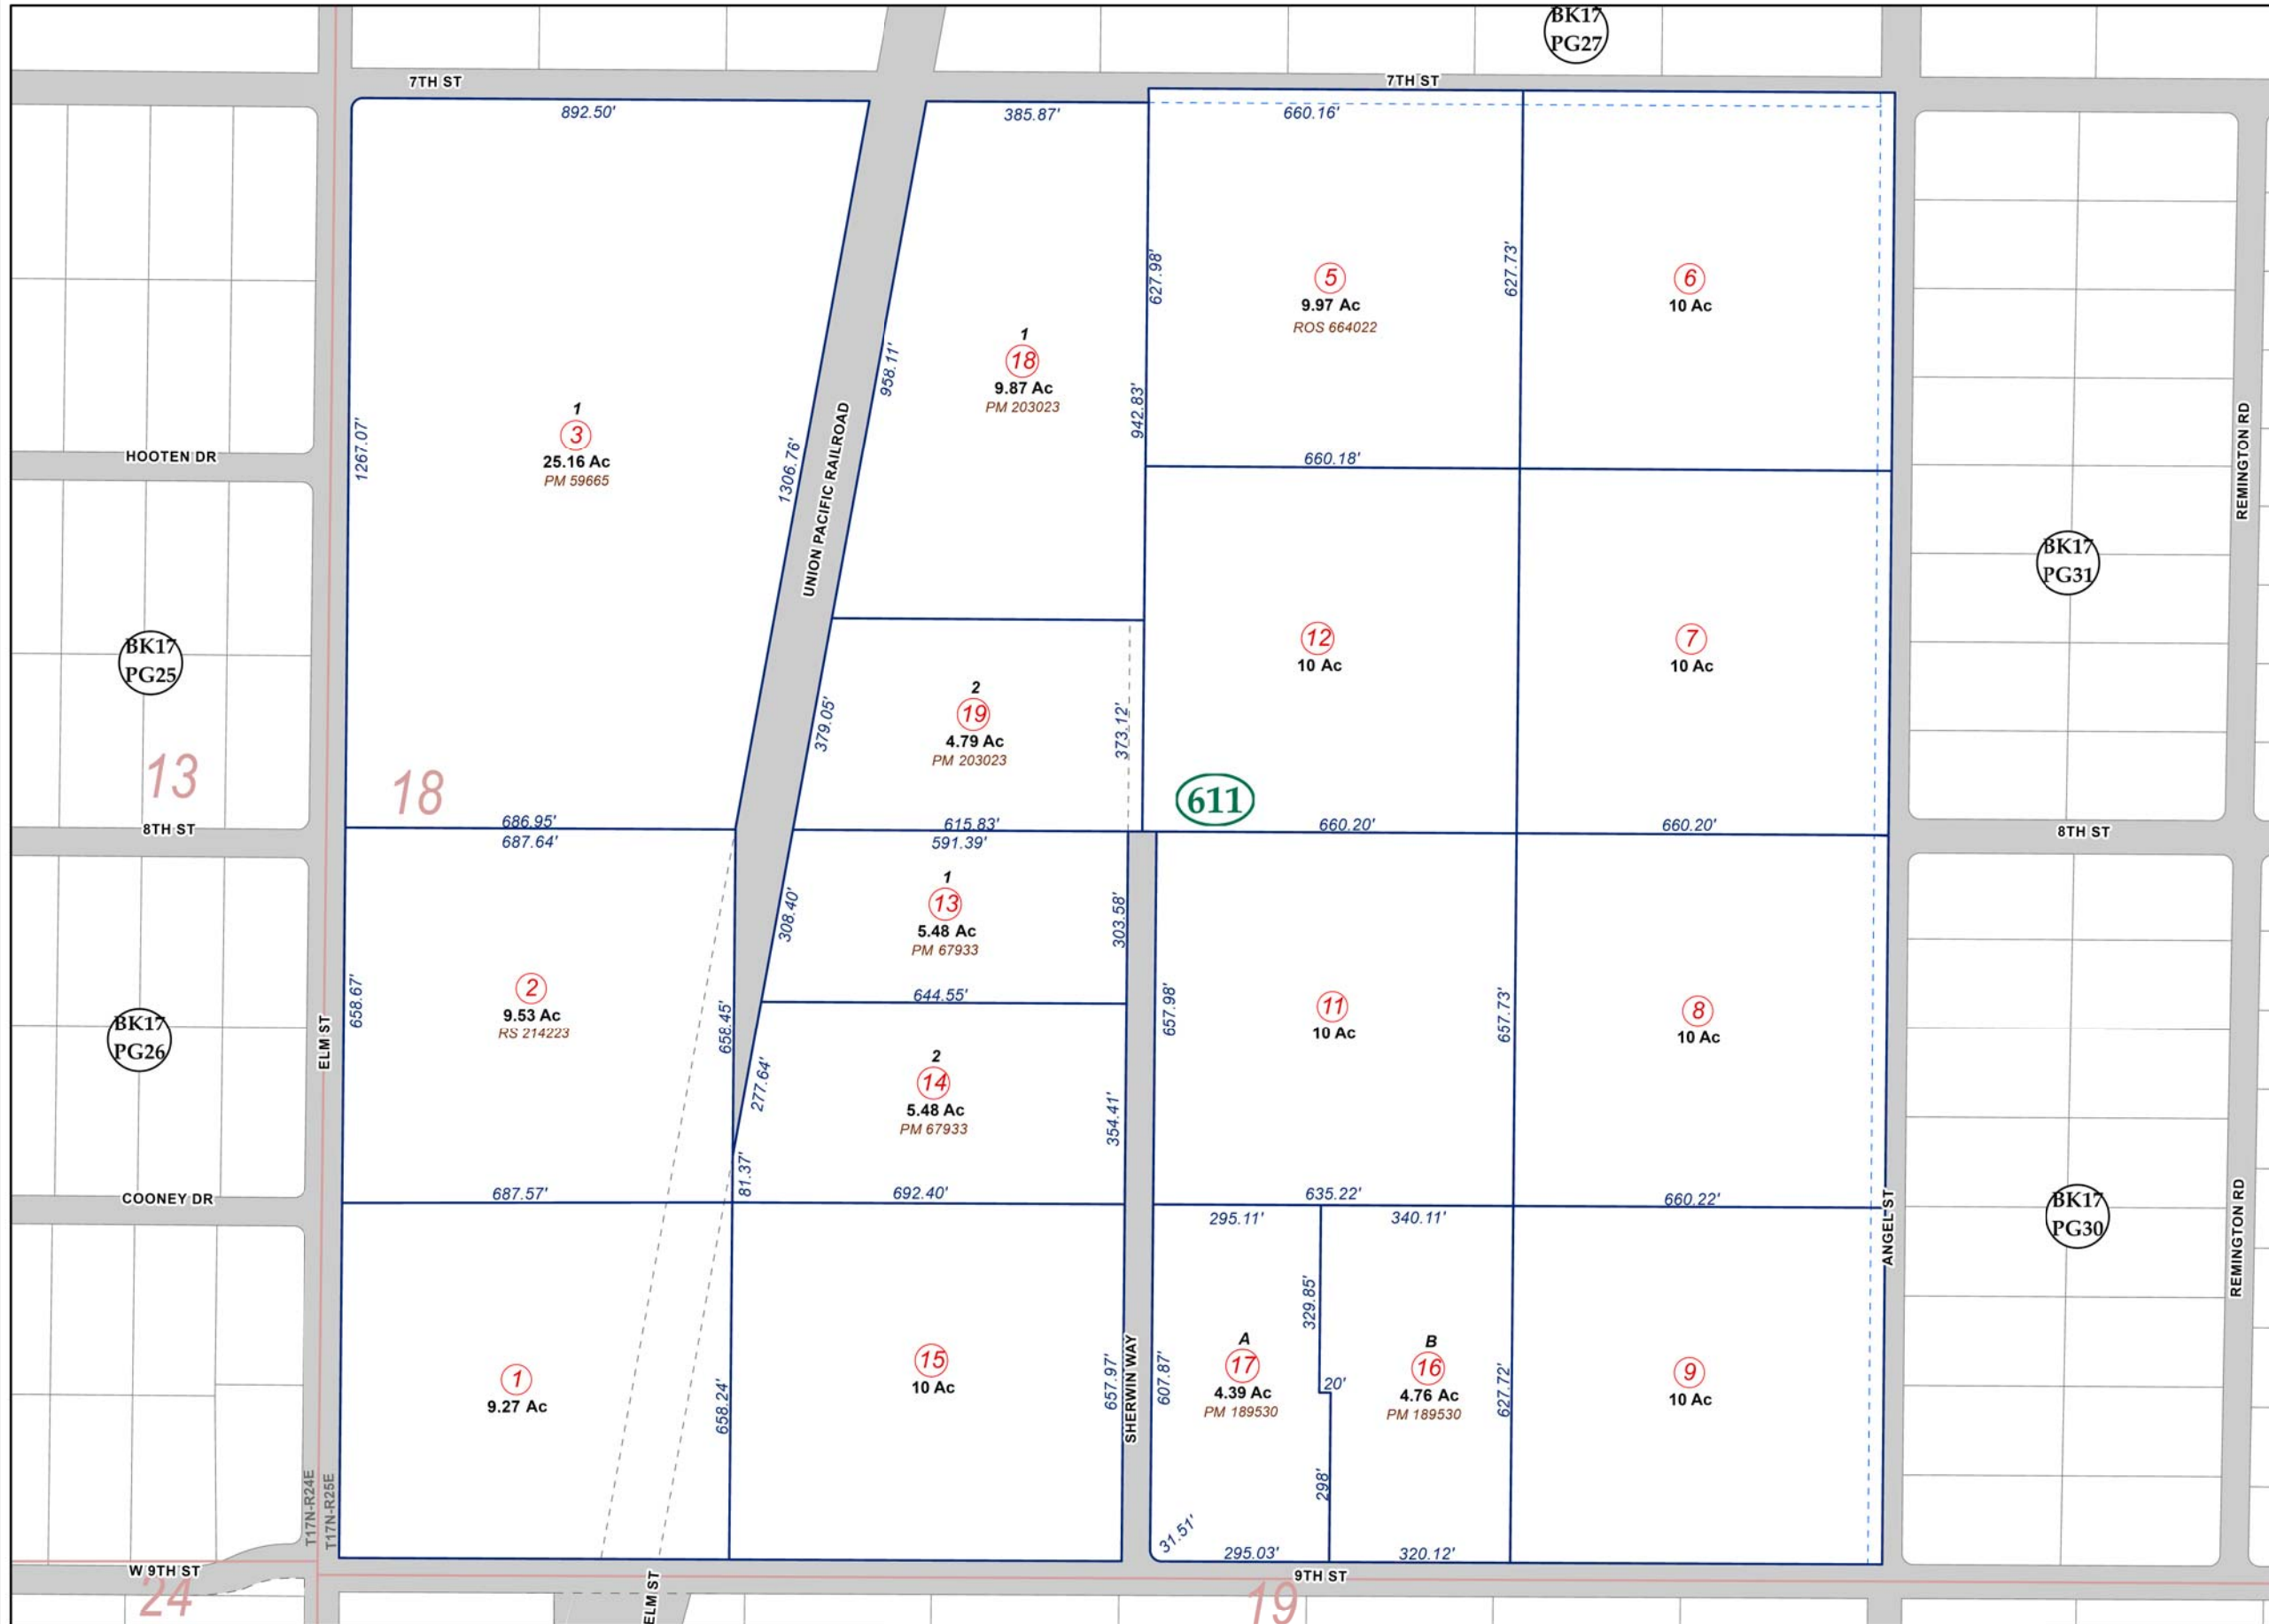 BK17
PG27
7TH ST
7TH ST
892.50'
385.87'
660.16'
627.98'
627.73'
5
9.97 Ac
ROS 664022
6
10 Ac
1
18
9.87 Ac
PM 203023
958.11'
942.83'
1
3
25.16 Ac
PM 59665
1267.07'
1306.76'
UNION PACIFIC RAILROAD
HOOTEN DR
660.18'
REMINGTON RD
BK17
PG31
BK17
PG25
12
10 Ac
7
10 Ac
2
19
4.79 Ac
PM 203023
379.05'
373.12'
13
18
611
8TH ST
686.95'
687.64'
615.83'
591.39'
660.20'
660.20'
8TH ST
1
13
5.48 Ac
PM 67933
308.40'
303.58'
2
9.53 Ac
RS 214223
658.67'
658.45'
644.55'
657.98'
657.73'
11
10 Ac
8
10 Ac
BK17
PG26
ELM ST
2
14
5.48 Ac
PM 67933
277.64'
354.41'
81.37'
COONEY DR
687.57'
692.40'
635.22'
660.22'
295.11'
340.11'
ANGEL ST
BK17
PG30
REMINGTON RD
329.85'
1
9.27 Ac
658.24'
15
10 Ac
657.97'
SHERWIN WAY
607.87'
A
17
4.39 Ac
PM 189530
20'
B
16
4.76 Ac
PM 189530
627.72'
9
10 Ac
298'
31.51'
295.03'
320.12'
T17N-R24E
T17N-R25E
W 9TH ST
24
ELM ST
9TH ST
19